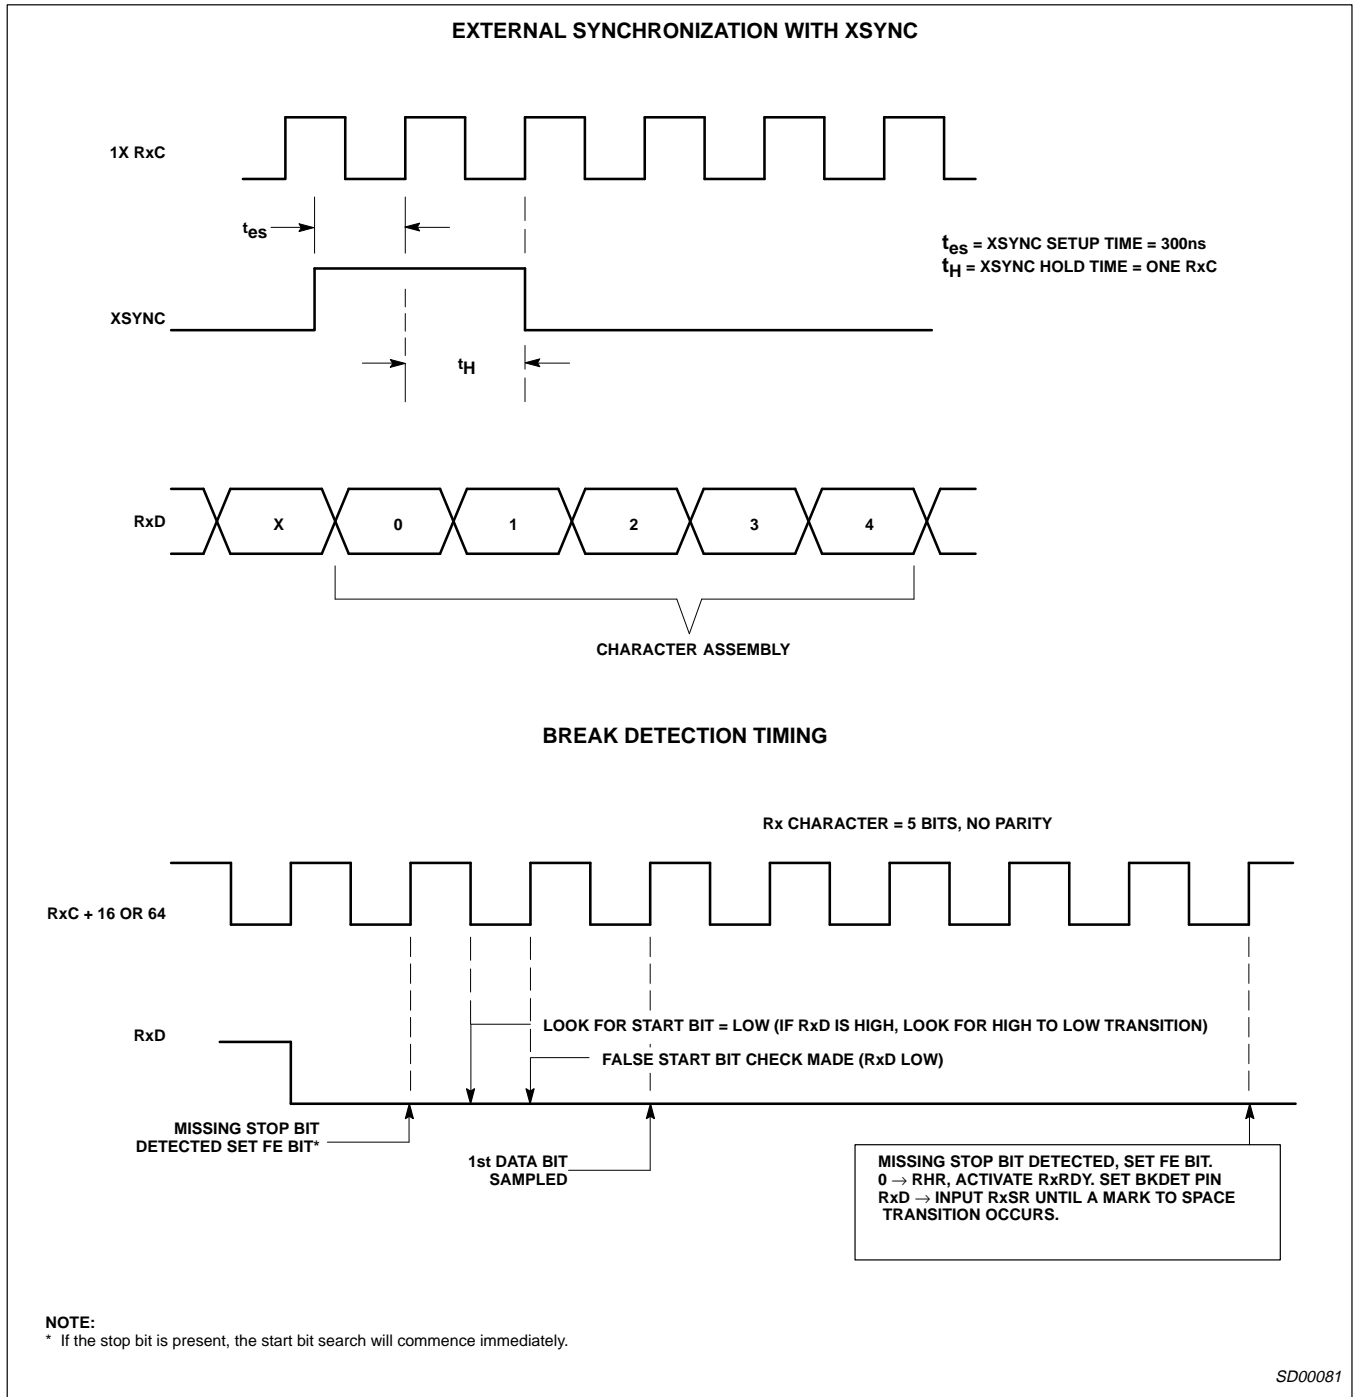 EXTERNAL SYNCHRONIZATION WITH XSYNC
1X RxC
tes
tes = XSYNC SETUP TIME = 300ns
tH = XSYNC HOLD TIME = ONE RxC
XSYNC
tH
RxD
X 0 1 2 3 4
CHARACTER ASSEMBLY
BREAK DETECTION TIMING
Rx CHARACTER = 5 BITS, NO PARITY
RxC + 16 OR 64
RxD
LOOK FOR START BIT = LOW (IF RxD IS HIGH, LOOK FOR HIGH TO LOW TRANSITION)
FALSE START BIT CHECK MADE (RxD LOW)
MISSING STOP BIT
DETECTED SET FE BIT*
1st DATA BIT
SAMPLED
MISSING STOP BIT DETECTED, SET FE BIT.
0 → RHR, ACTIVATE RxRDY. SET BKDET PIN
RxD → INPUT RxSR UNTIL A MARK TO SPACE
TRANSITION OCCURS.
NOTE:
* If the stop bit is present, the start bit search will commence immediately.
SD00081